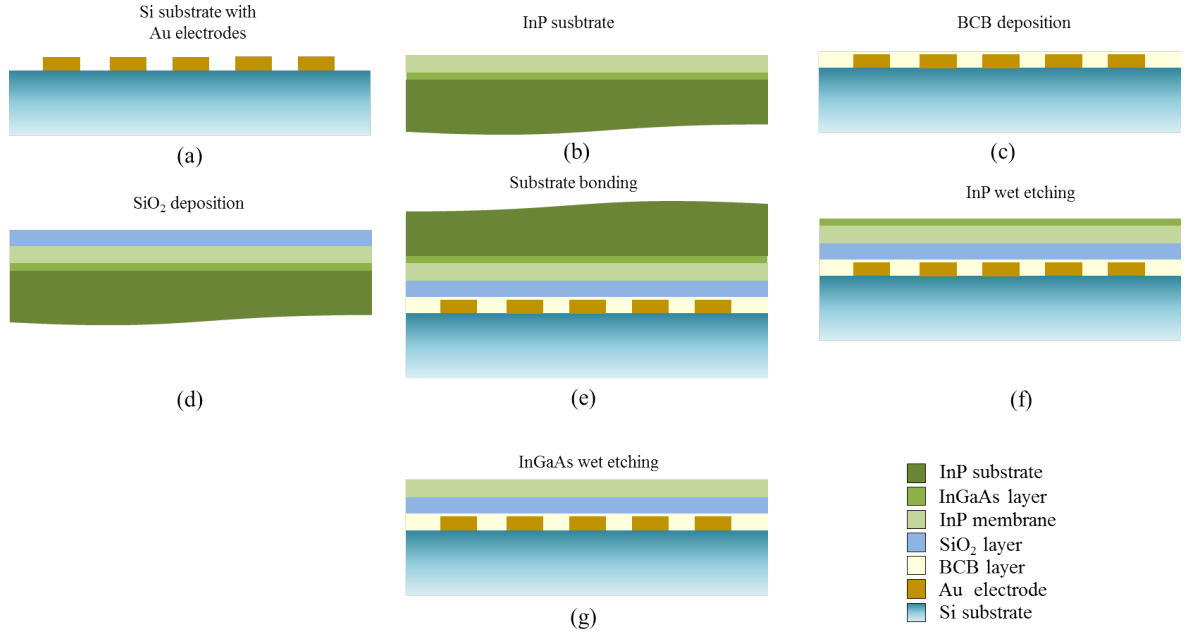 Si substrate with
Au electrodes
InP susbtrate
BCB deposition
(a)
(b)
(c)
SiO₂ deposition
Substrate bonding
InP wet etching
(d)
(e)
(f)
InGaAs wet etching
(g)
InP substrate
InGaAs layer
InP membrane
SiO₂ layer
BCB layer
Au electrode
Si substrate